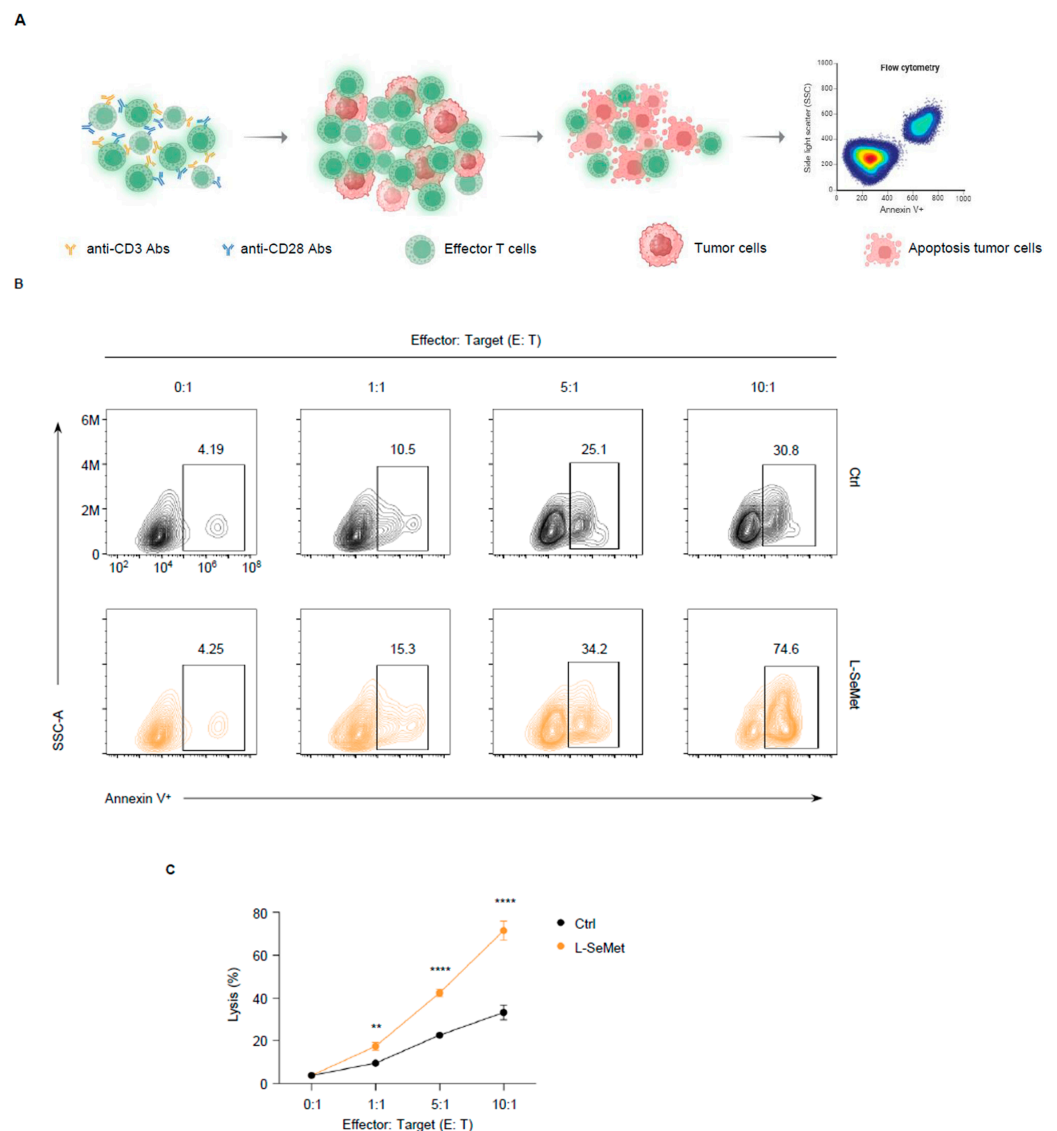 A
Flow cytometry
Side light scatter (SSC)
1000
800
600
400
200
0
0 200 400 600 800 1000
Annexin V+
anti-CD3 Abs
anti-CD28 Abs
Effector T cells
Tumor cells
Apoptosis tumor cells
B
Effector: Target (E: T)
0:1 1:1 5:1 10:1
6M
4M
2M
0
10² 10⁴ 10⁶ 10⁸
4.19 10.5 25.1 30.8
Ctrl
4.25 15.3 34.2 74.6
L-SeMet
SSC-A
Annexin V⁺
C
Lysis (%)
80
60
40
20
0
** **** ****
Ctrl
L-SeMet
0:1 1:1 5:1 10:1
Effector: Target (E: T)